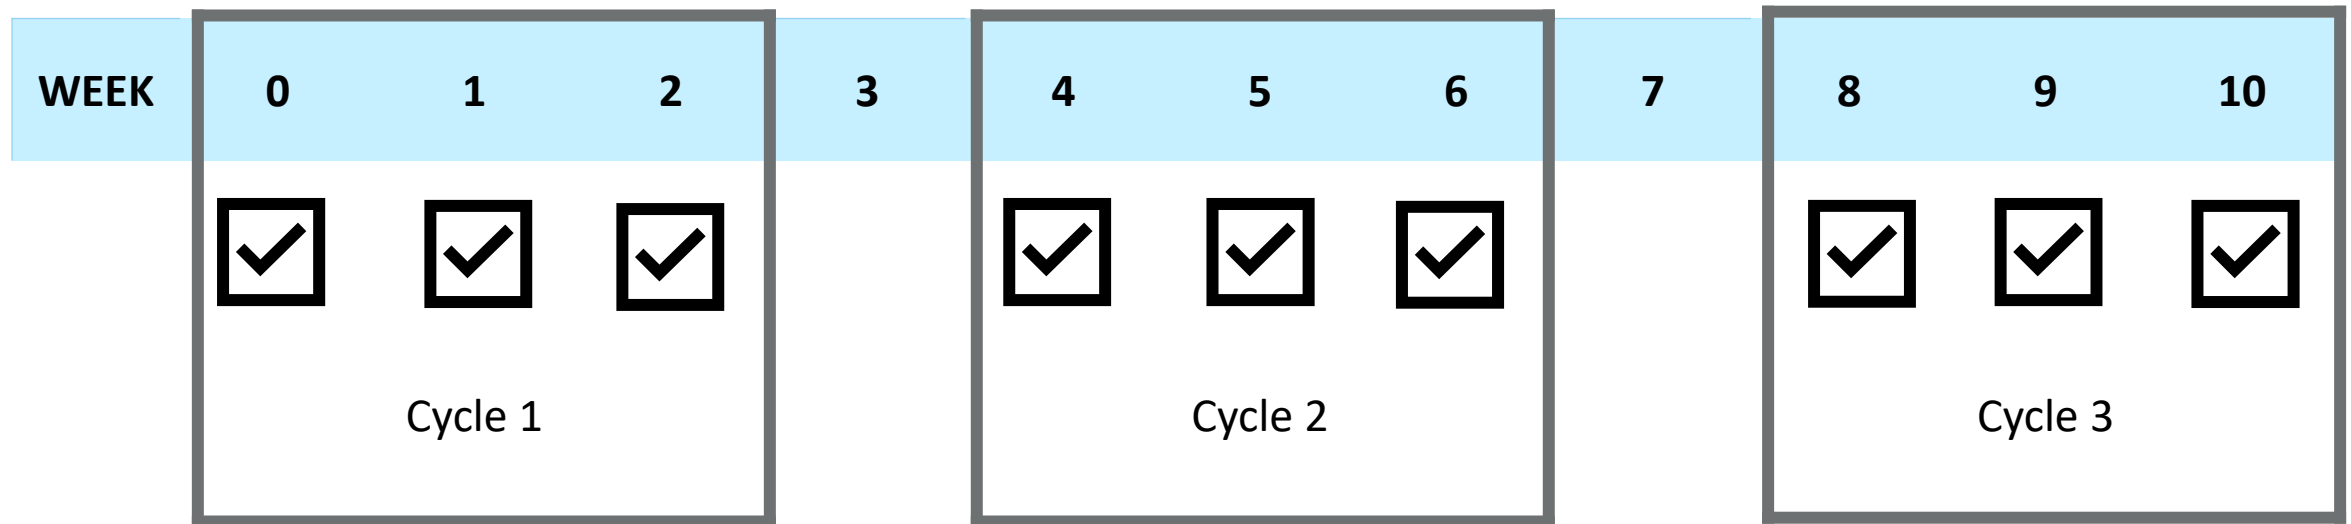 WEEK 0 1 2 3 4 5 6 7 8 9 10
Cycle 1 Cycle 2 Cycle 3